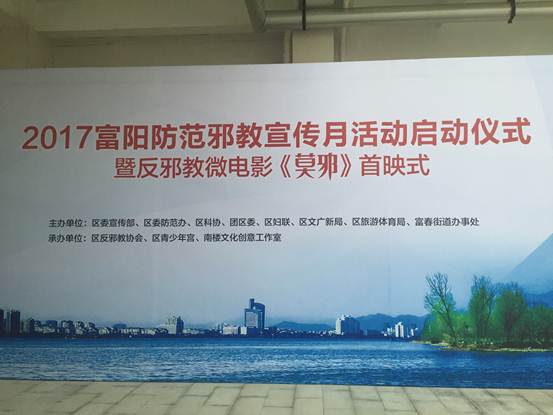 2017富阳防范邪教宣传月活动启动仪式
暨反邪教微电影《莫邪》首映式
主办单位：区委宣传部、区委防范办、区科协、团区委、区妇联、区文广新局、区旅游体育局、富春街道办事处
承办单位：区反邪教协会、区青少年宫、南楼文化创意工作室